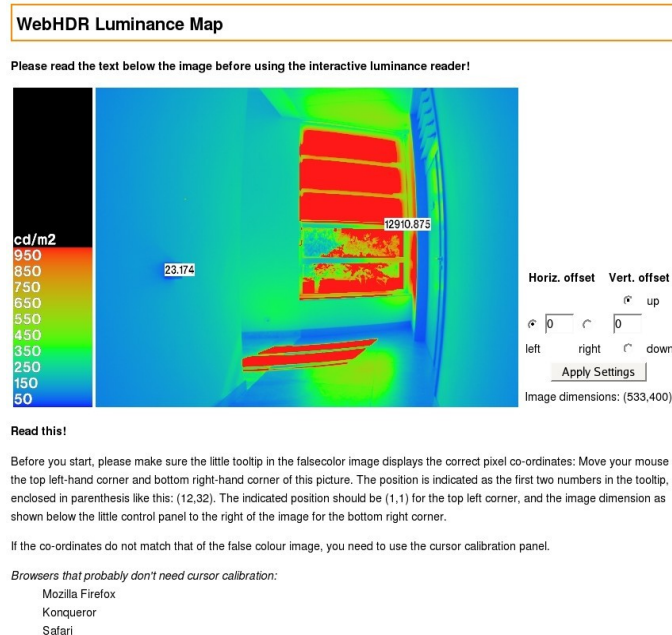 WebHDR Luminance Map
Please read the text below the image before using the interactive luminance reader!
cd/m2
950
850
750
650
550
450
350
250
150
50
23.174
12910.875
Horiz. offset Vert. offset
up
0 0
left right down
Apply Settings
Image dimensions: (533,400)
Read this!
Before you start, please make sure the little tooltip in the falsecolor image displays the correct pixel co-ordinates: Move your mouse
the top left-hand corner and bottom right-hand corner of this picture. The position is indicated as the first two numbers in the tooltip,
enclosed in parenthesis like this: (12,32). The indicated position should be (1,1) for the top left corner, and the image dimension as
shown below the little control panel to the right of the image for the bottom right corner.
If the co-ordinates do not match that of the false colour image, you need to use the cursor calibration panel.
Browsers that probably don't need cursor calibration:
Mozilla Firefox
Konqueror
Safari